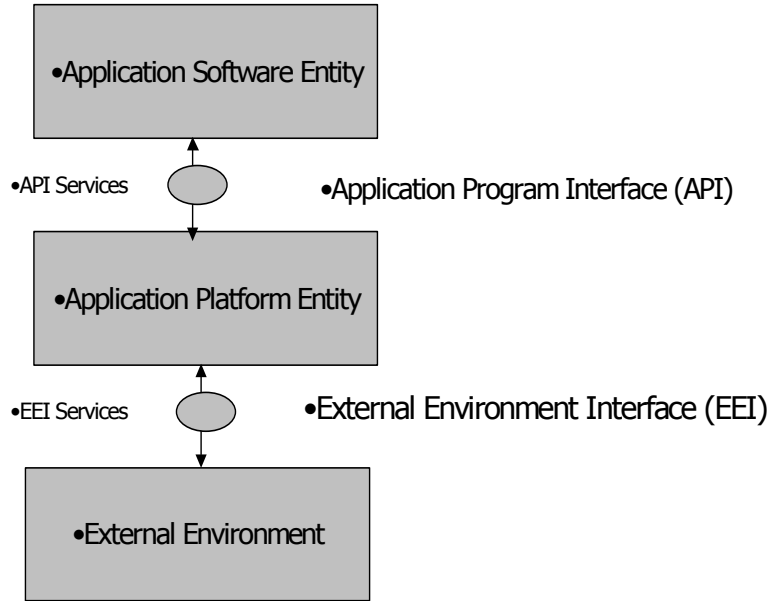 •Application Software Entity
•API Services
•Application Program Interface (API)
•Application Platform Entity
•EEI Services
•External Environment Interface (EEI)
•External Environment